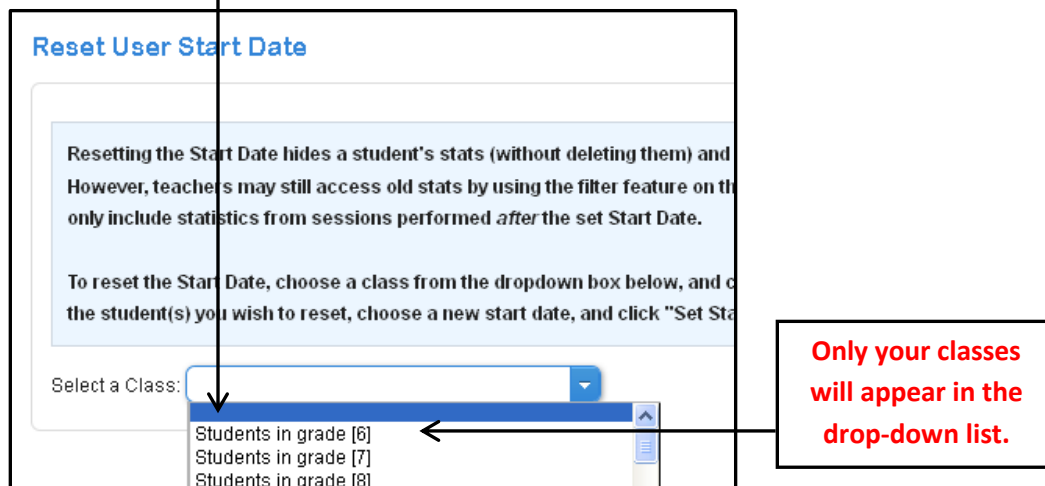 Reset User Start Date
Resetting the Start Date hides a student's stats (without deleting them) and
However, teachers may still access old stats by using the filter feature on
only include statistics from sessions performed after the set Start Date.
To reset the Start Date, choose a class from the dropdown box below, and
the student(s) you wish to reset, choose a new start date, and click "Set
Select a Class:
Students in grade [6]
Students in grade [7]
Students in grade [8]
Only your classes
will appear in the
drop-down list.